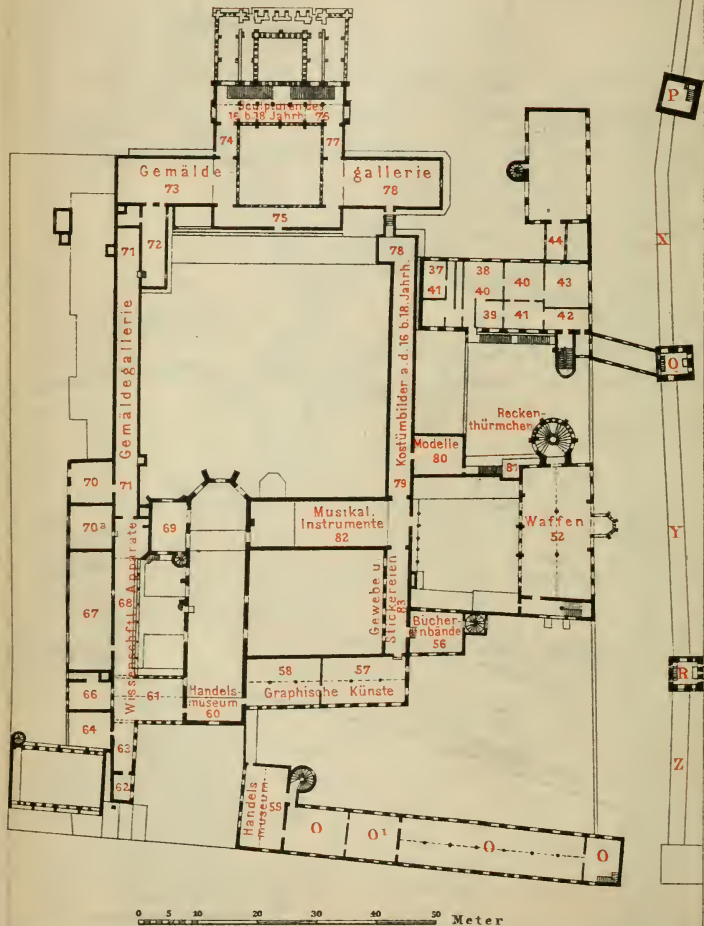 Sculpturen des
16 b. 18 Jahrh. 76
74
77
P
Gemälde
gallerie
73
78
75
72
71
78
44
X
37
38
40
43
41
40
39
41
42
Q
Gemäldegallerie
Kostümbilder a d. 16 b. 18. Jahrh.
Recken-
thürmchen
Modelle
80
81
70
71
79
70a
69
Musikal.
Instrumente
82
Waffen
52
Y
67
68
Wissenschftl. Apparate
Gewebe u
Stickereien
83
Bücher-
einbände
56
58
57
Graphische Künste
66
61
Handels
museum
60
R
64
63
62
Z
Handels
museum
59
O
O1
O
O
0 5 10 20 30 40 50 Meter